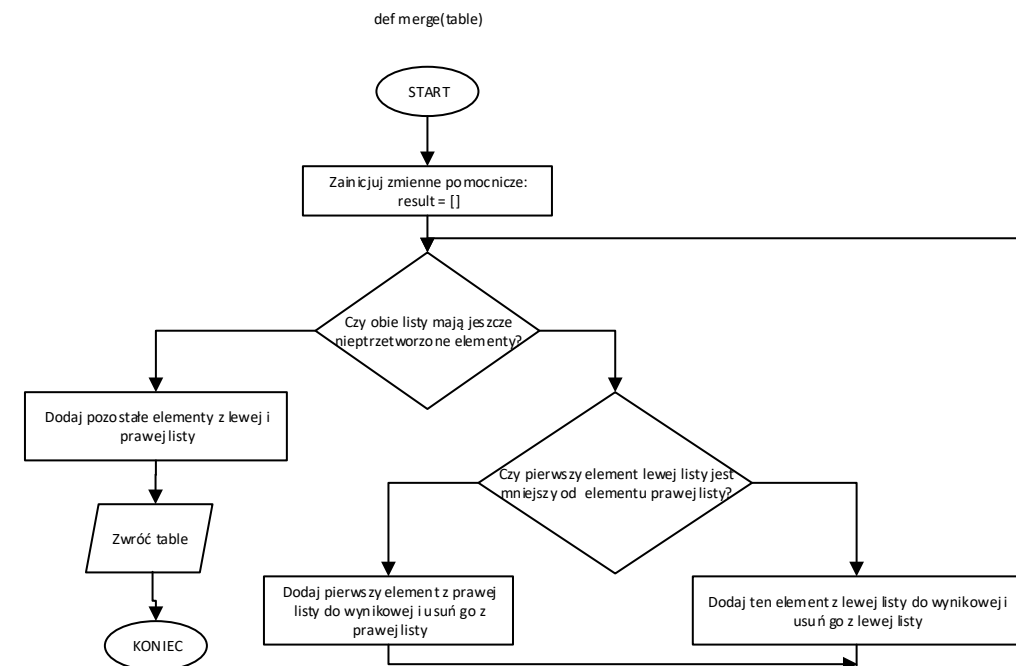 def merge(table)
START
Zainicjuj zmienne pomocnicze:
result = []
Czy obie listy mają jeszcze
nieptrzetworzone elementy?
Dodaj pozostałe elementy z lewej i
prawej listy
Czy pierwszy element lewej listy jest
mniejszy od elementu prawej listy?
Zwróć table
Dodaj pierwszy element z prawej
listy do wynikowej i usuń go z
prawej listy
Dodaj ten element z lewej listy do wynikowej i
usuń go z lewej listy
KONIEC